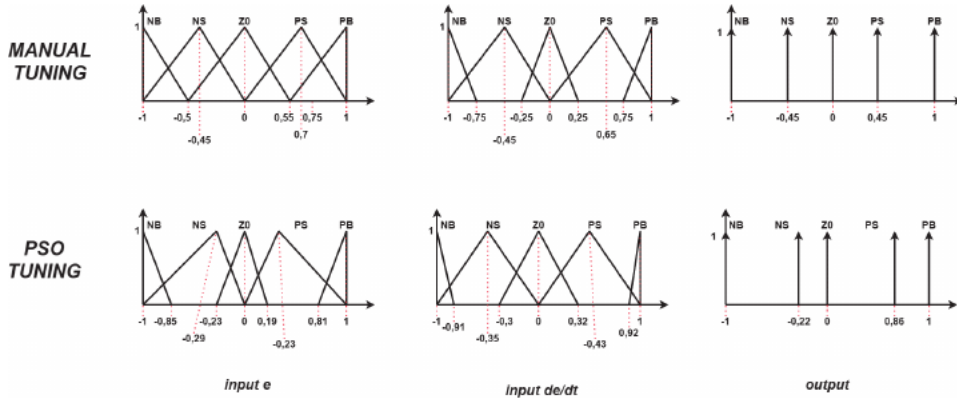 NB NS Z0 PS PB
1
-1 -0,5 0 0,55 0,75 1
-0,45 0,7
NB NS Z0 PS PB
1
-1 -0,75 -0,25 0 0,25 0,75 1
-0,45 0,65
NB NS Z0 PS PB
1
-1 -0,45 0 0,45 1
MANUAL
TUNING
NB NS Z0 PS PB
1
-1 -0,85 -0,23 0 0,19 0,81 1
-0,29 -0,23
NB NS Z0 PS PB
1
-1 -0,91 -0,3 0 0,32 0,92 1
-0,35 -0,43
NB NS Z0 PS PB
1
-1 -0,22 0 0,86 1
PSO
TUNING
input e
input de/dt
output